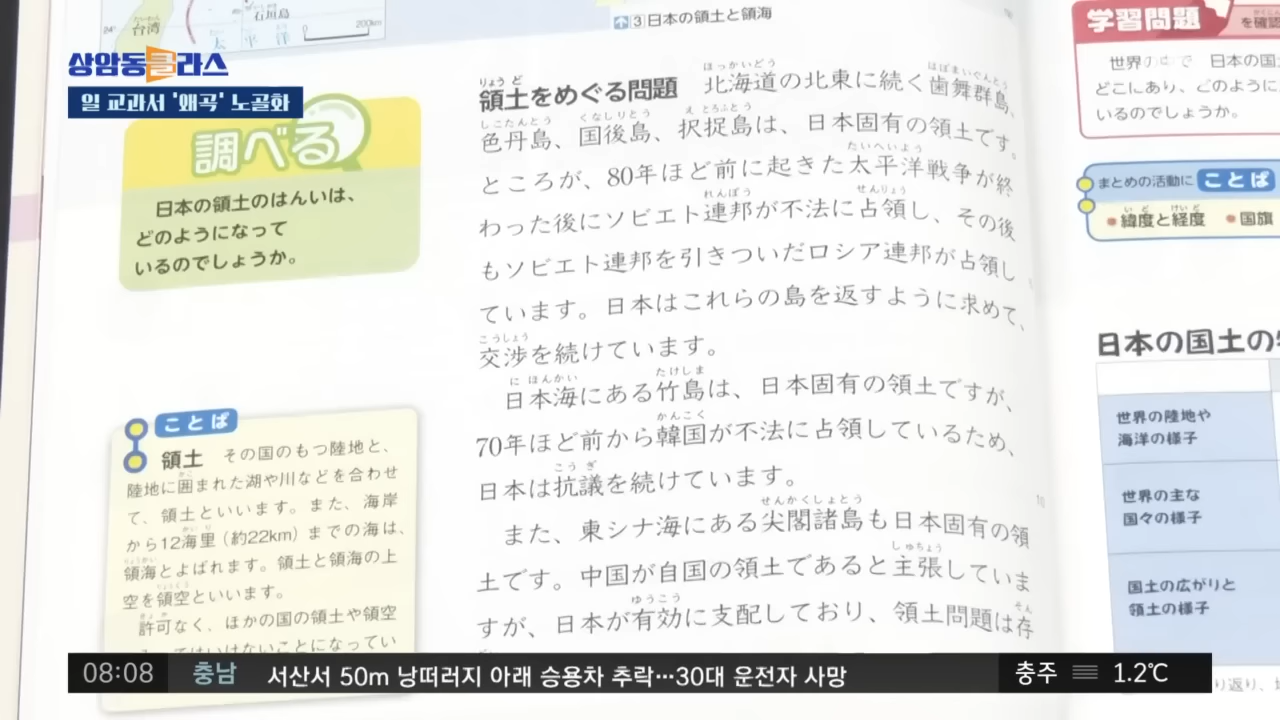 24°
台湾
石垣島
太平洋
200km
3 日本の領土と領海
상암동클라스
일 교과서 '왜곡' 노골화
調べる
日本の領土のはんいは、
どのようになって
いるのでしょうか。
ことば
領土 その国のもつ陸地と、
陸地に囲まれた湖や川などを合わせ
て、領土といいます。また、海岸
から12海里（約22km）までの海は、
領海とよばれます。領土と領海の上
空を領空といいます。
許可なく、ほかの国の領土や領空
領土をめぐる問題 北海道の北東に続く歯舞群島、
色丹島、国後島、択捉島は、日本固有の領土です。
ところが、80年ほど前に起きた太平洋戦争が終
わった後にソビエト連邦が不法に占領し、その後
もソビエト連邦を引きついだロシア連邦が占領し
ています。日本はこれらの島を返すように求めて、
交渉を続けています。
日本海にある竹島は、日本固有の領土ですが、
70年ほど前から韓国が不法に占領しているため、
日本は抗議を続けています。
また、東シナ海にある尖閣諸島も日本固有の領
土です。中国が自国の領土であると主張していま
すが、日本が有効に支配しており、領土問題は存
学習問題
を確認
世界の中で 日本の国土
どこにあり、どのように
いるのでしょうか。
まとめの活動に ことば
緯度と経度 国旗
日本の国土の
世界の陸地や
海洋の様子
世界の主な
国々の様子
国土の広がりと
領土の様子
り返り、
08:08 충남 서산서 50m 낭떠러지 아래 승용차 추락…30대 운전자 사망 충주 1.2℃